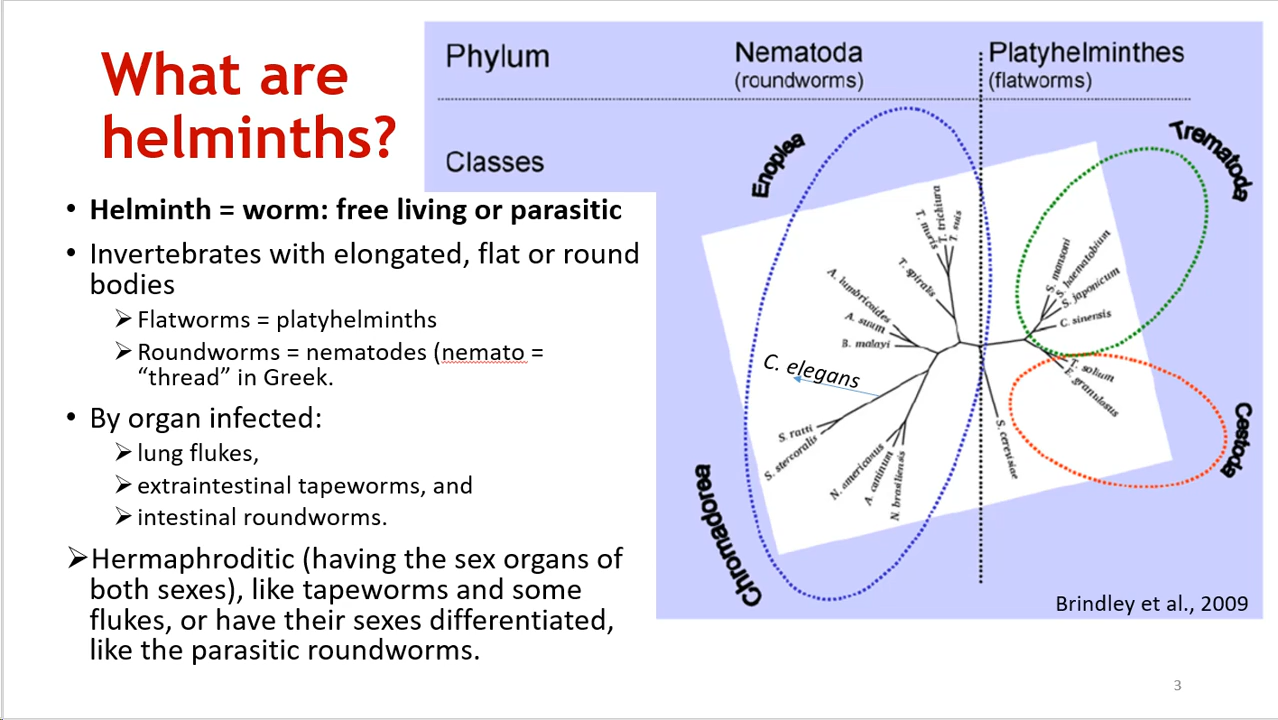 What are
helminths?
• Helminth = worm: free living or parasitic
• Invertebrates with elongated, flat or round
bodies
➢ Flatworms = platyhelminths
➢ Roundworms = nematodes (nemato =
“thread” in Greek.
• By organ infected:
➢ lung flukes,
➢ extraintestinal tapeworms, and
➢ intestinal roundworms.
➢ Hermaphroditic (having the sex organs of
both sexes), like tapeworms and some
flukes, or have their sexes differentiated,
like the parasitic roundworms.
Phylum
Nematoda
(roundworms)
Platyhelminthes
(flatworms)
Classes
Enoplea
Trematoda
T. muris
T. trichiura
T. suis
T. spiralis
A. lumbricoides
A. suum
B. malayi
C. elegans
S. ratti
S. stercoralis
N. americanus
A. caninum
N. brasliensis
S. cerevisiae
S. mansoni
S. haematobium
S. japonicum
C. sinensis
T. solium
E. granulosus
Cestoda
Chromadorea
Brindley et al., 2009
3